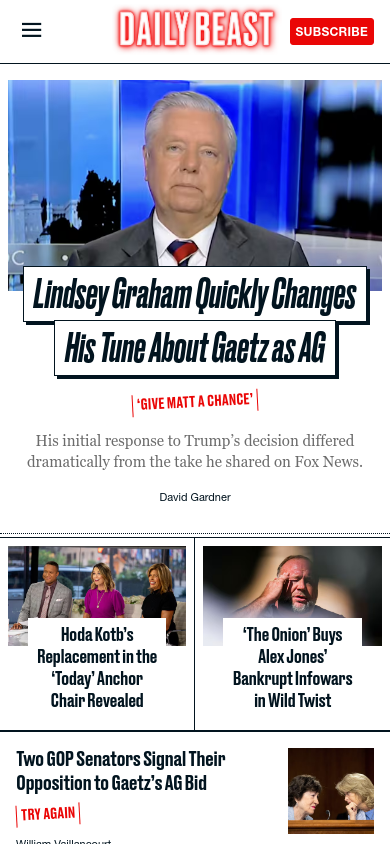 DAILY BEAST
SUBSCRIBE
Lindsey Graham Quickly Changes
His Tune About Gaetz as AG
'GIVE MATT A CHANCE'
His initial response to Trump's decision differed
dramatically from the take he shared on Fox News.
David Gardner
Hoda Kotb's
Replacement in the
'Today' Anchor
Chair Revealed
'The Onion' Buys
Alex Jones'
Bankrupt Infowars
in Wild Twist
Two GOP Senators Signal Their
Opposition to Gaetz's AG Bid
TRY AGAIN
William Vaillancourt